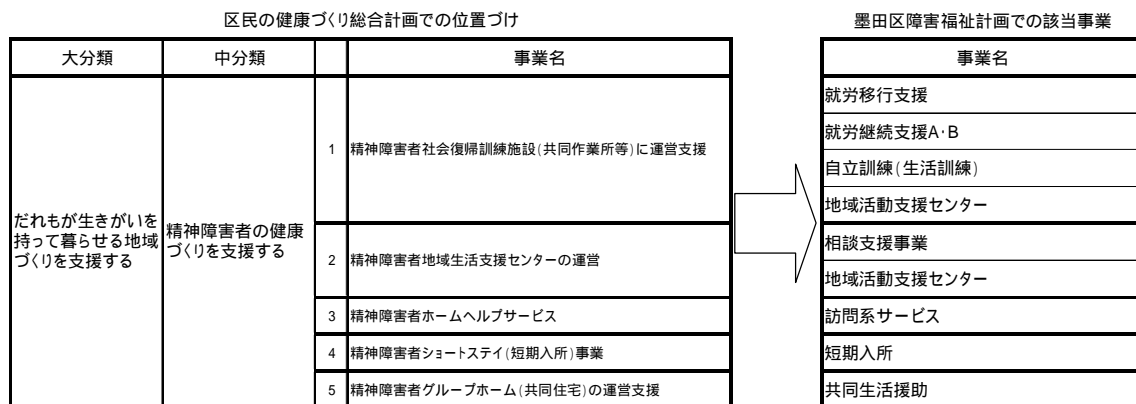 区民の健康づくり総合計画での位置づけ
墨田区障害福祉計画での該当事業
大分類
中分類
事業名
だれもが生きがいを
持って暮らせる地域
づくりを支援する
精神障害者の健康
づくりを支援する
1
精神障害者社会復帰訓練施設(共同作業所等)に運営支援
2
精神障害者地域生活支援センターの運営
3
精神障害者ホームヘルプサービス
4
精神障害者ショートステイ(短期入所)事業
5
精神障害者グループホーム(共同住宅)の運営支援
事業名
就労移行支援
就労継続支援A・B
自立訓練(生活訓練)
地域活動支援センター
相談支援事業
地域活動支援センター
訪問系サービス
短期入所
共同生活援助